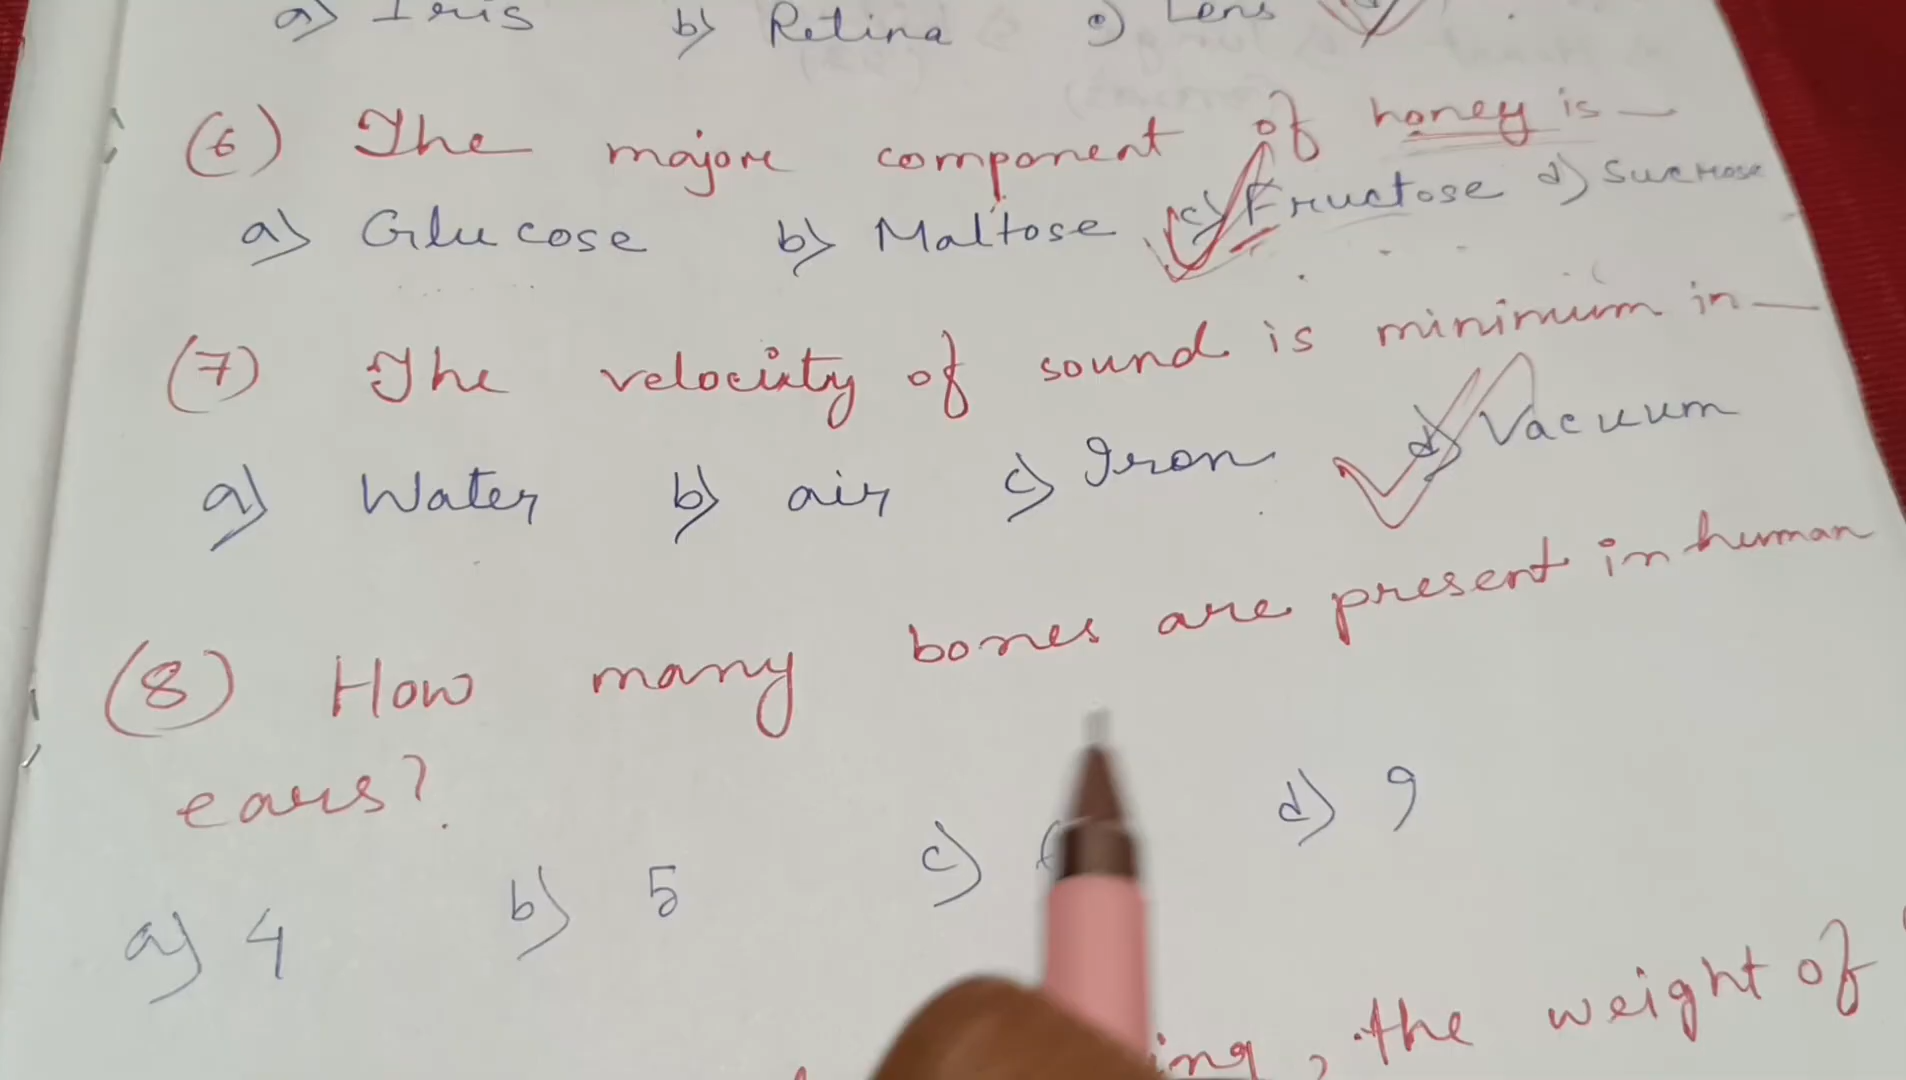 a) Iris b) Retina c) Lens
(6) The major component of honey is —
a) Glucose b) Maltose c) Fructose d) Sucrose
(7) The velocity of sound is minimum in —
a) Water b) air c) Iron d) Vacuum
(8) How many bones are present in human
ears?
a) 4 b) 5 c) d) 9
, the weight of